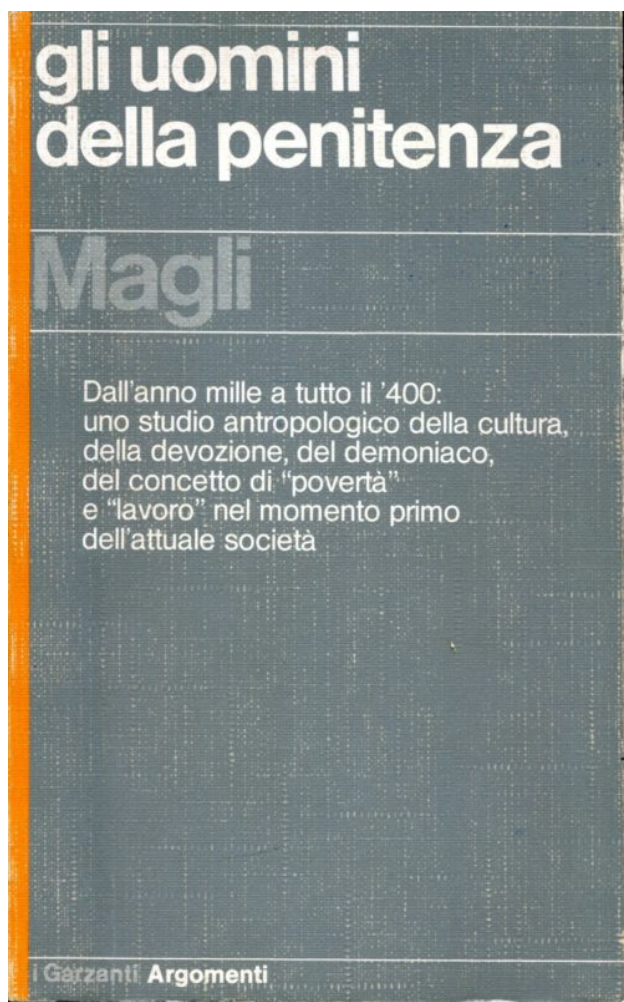 gli uomini
della penitenza
Magli
Dall'anno mille a tutto il '400:
uno studio antropologico della cultura,
della devozione, del demoniaco,
del concetto di "povertà"
e "lavoro" nel momento primo
dell'attuale società
i Garzanti Argomenti